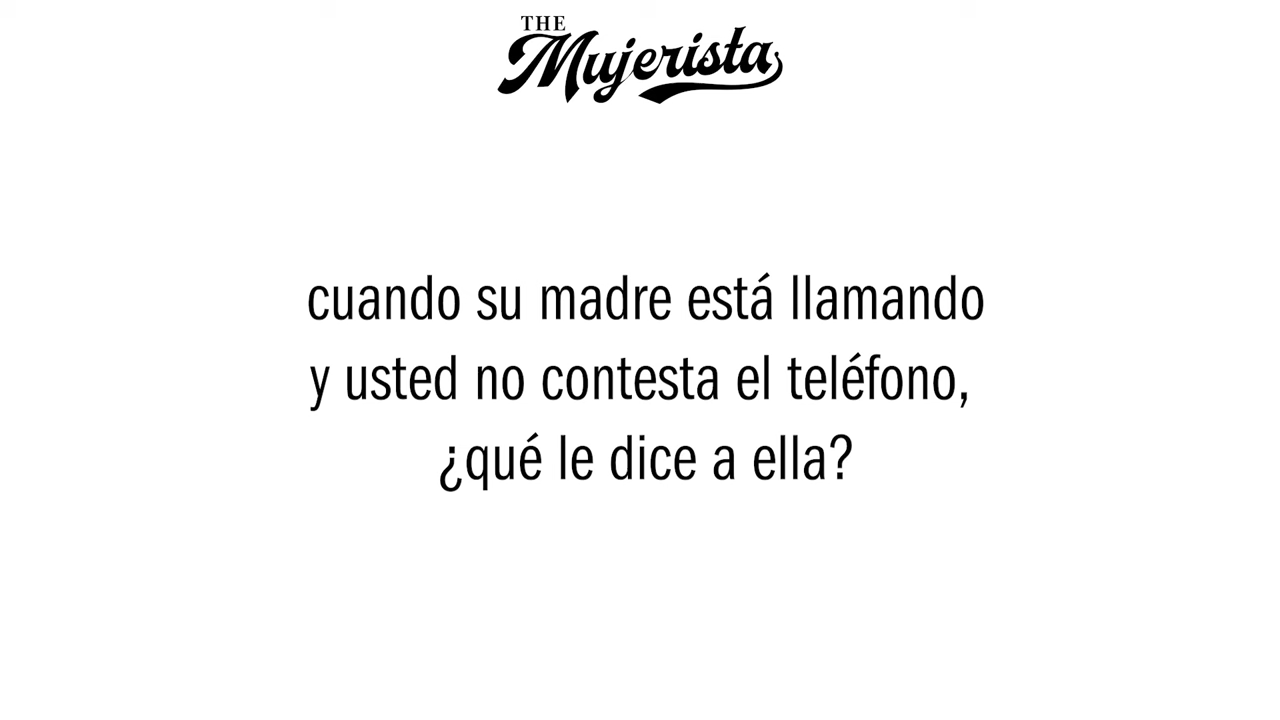 THE
Mujerista
cuando su madre está llamando
y usted no contesta el teléfono,
¿qué le dice a ella?